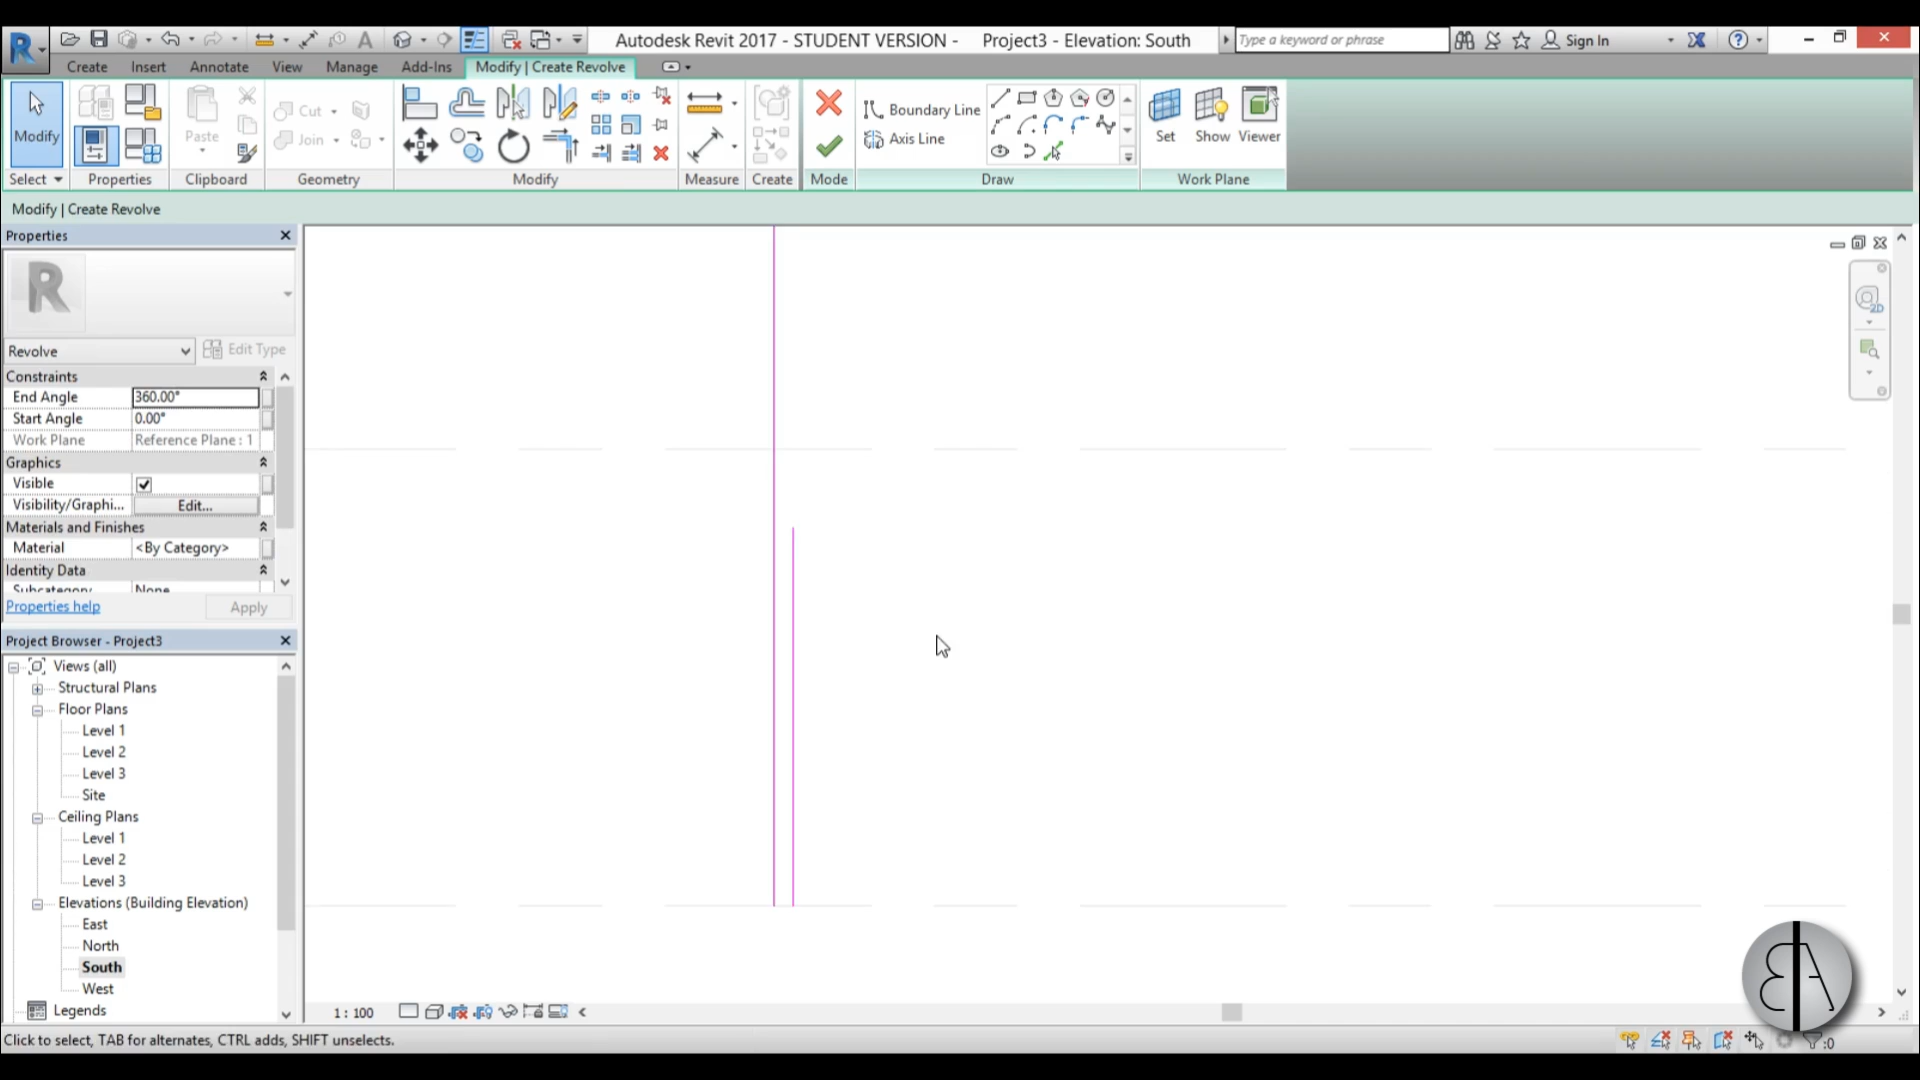 Autodesk Revit 2017 - STUDENT VERSION - Project3 - Elevation: South
Type a keyword or phrase
Sign In
Create Insert Annotate View Manage Add-Ins Modify | Create Revolve
Modify
Paste
Cut
Join
Boundary Line
Axis Line
Set Show Viewer
Select Properties Clipboard Geometry Modify Measure Create Mode Draw Work Plane
Modify | Create Revolve
Properties
Revolve
Edit Type
Constraints
End Angle 360.00°
Start Angle 0.00°
Work Plane Reference Plane : 1
Graphics
Visible
Visibility/Graphi... Edit...
Materials and Finishes
Material <By Category>
Identity Data
Subcategory None
Properties help Apply
Project Browser - Project3
Views (all)
Structural Plans
Floor Plans
Level 1
Level 2
Level 3
Site
Ceiling Plans
Level 1
Level 2
Level 3
Elevations (Building Elevation)
East
North
South
West
Legends
1 : 100
Click to select, TAB for alternates, CTRL adds, SHIFT unselects.
:0
2D